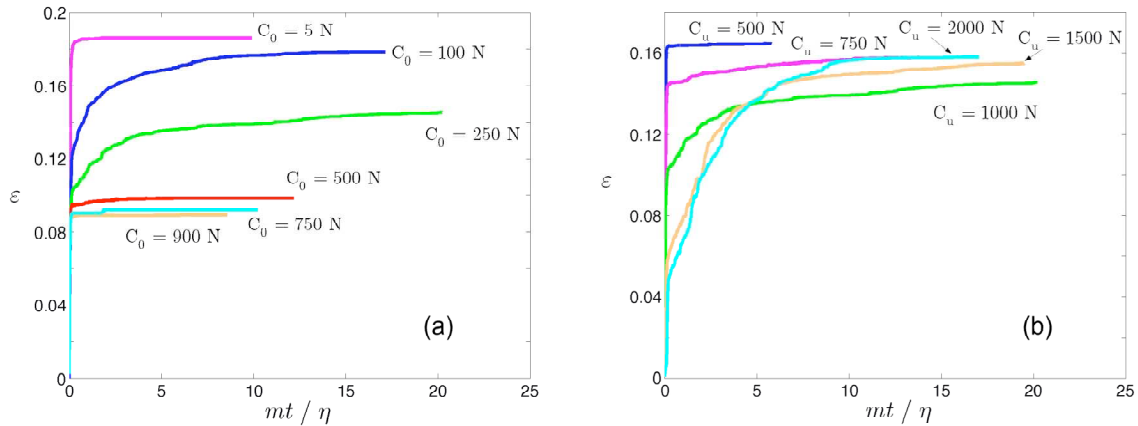 0.2
0.16
0.12
0.08
0.04
0
ε
0 5 10 15 20 25
mt / η
C₀ = 5 N
C₀ = 100 N
C₀ = 250 N
C₀ = 500 N
C₀ = 750 N
C₀ = 900 N
(a)
0.16
0.12
0.08
0.04
0
ε
0 5 10 15 20 25
mt / η
Cᵤ = 500 N
Cᵤ = 750 N
Cᵤ = 2000 N
Cᵤ = 1500 N
Cᵤ = 1000 N
(b)